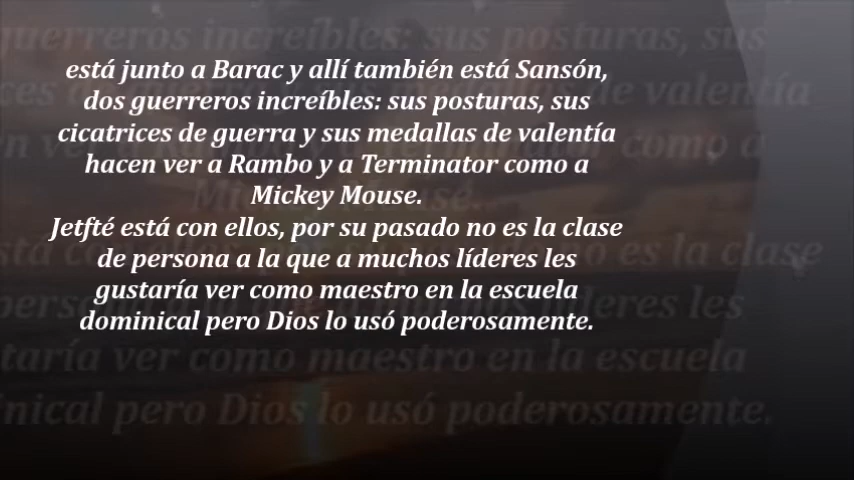 está junto a Barac y allí también está Sansón,
dos guerreros increíbles: sus posturas, sus
cicatrices de guerra y sus medallas de valentía
hacen ver a Rambo y a Terminator como a
Mickey Mouse.
Jetfté está con ellos, por su pasado no es la clase
de persona a la que a muchos líderes les
gustaría ver como maestro en la escuela
dominical pero Dios lo usó poderosamente.